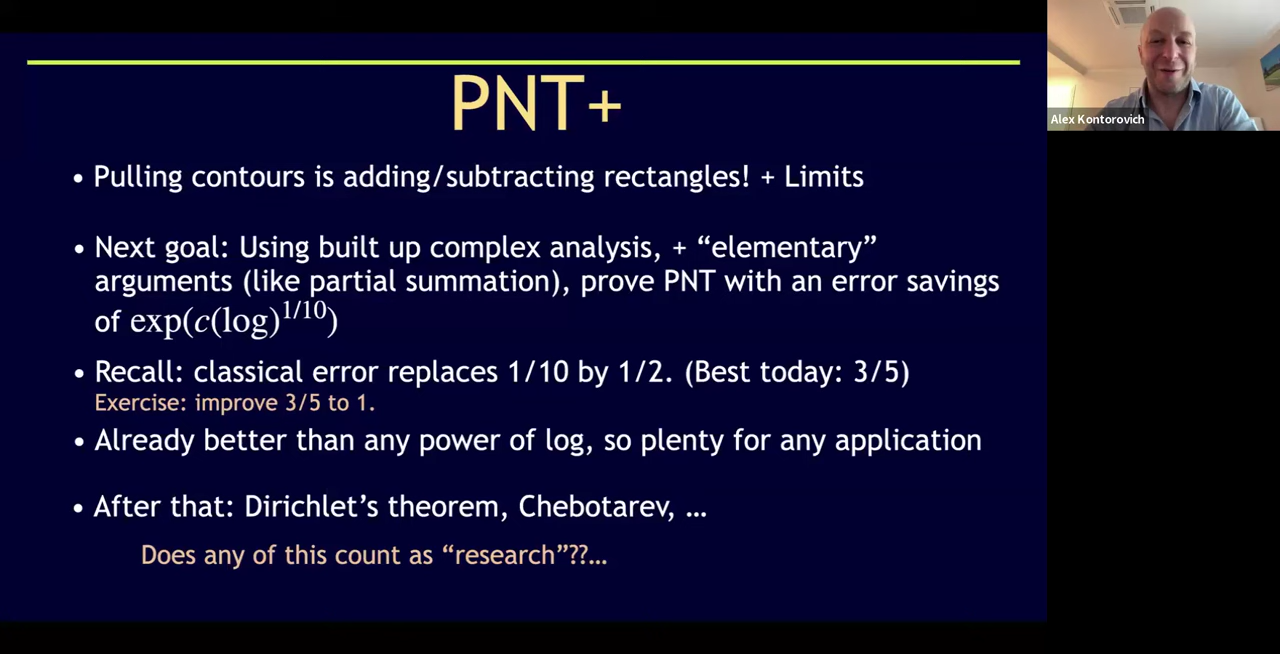 PNT+
Alex Kontorovich
• Pulling contours is adding/subtracting rectangles! + Limits
• Next goal: Using built up complex analysis, + “elementary”
arguments (like partial summation), prove PNT with an error savings
of exp(c(log)^{1/10})
• Recall: classical error replaces 1/10 by 1/2. (Best today: 3/5)
Exercise: improve 3/5 to 1.
• Already better than any power of log, so plenty for any application
• After that: Dirichlet’s theorem, Chebotarev, …
Does any of this count as “research”??…